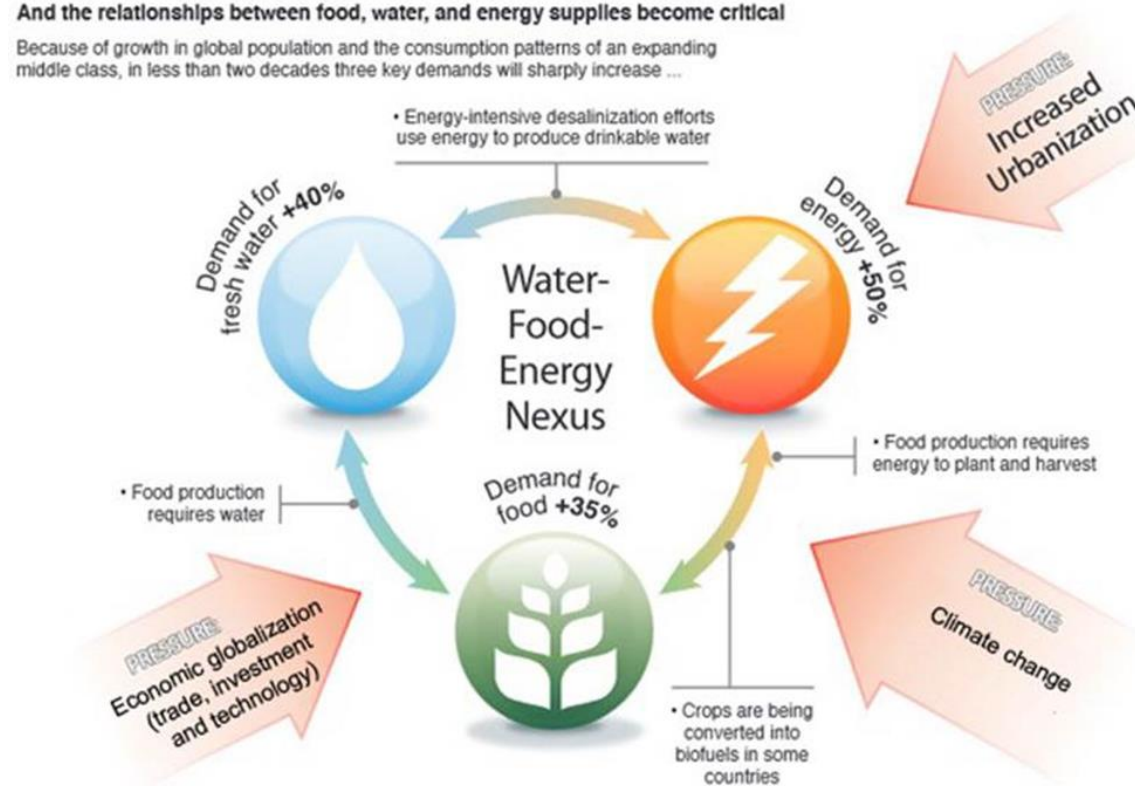 And the relationships between food, water, and energy supplies become critical
Because of growth in global population and the consumption patterns of an expanding
middle class, in less than two decades three key demands will sharply increase ...
PRESSURE:
Increased
Urbanization
• Energy-intensive desalinization efforts
use energy to produce drinkable water
Demand for
fresh water +40%
Demand for
energy +50%
Water-
Food-
Energy
Nexus
• Food production requires
energy to plant and harvest
• Food production
requires water
Demand for
food +35%
PRESSURE:
Economic globalization
(trade, investment
and technology)
PRESSURE:
Climate change
• Crops are being
converted into
biofuels in some
countries